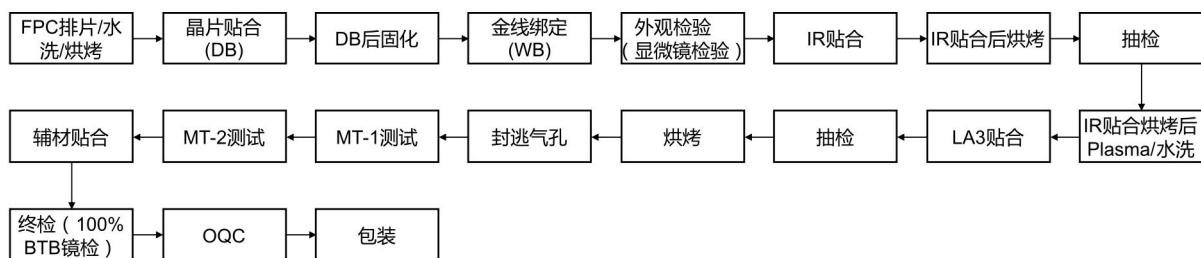 FPC排片/水
洗/烘烤
晶片贴合
(DB)
DB后固化
金线绑定
(WB)
外观检验
（显微镜检验）
IR贴合
IR贴合后烘烤
抽检
IR贴合烘烤后
Plasma/水洗
LA3贴合
抽检
烘烤
封逃气孔
MT-1测试
MT-2测试
辅材贴合
终检（100%
BTB镜检）
OQC
包装